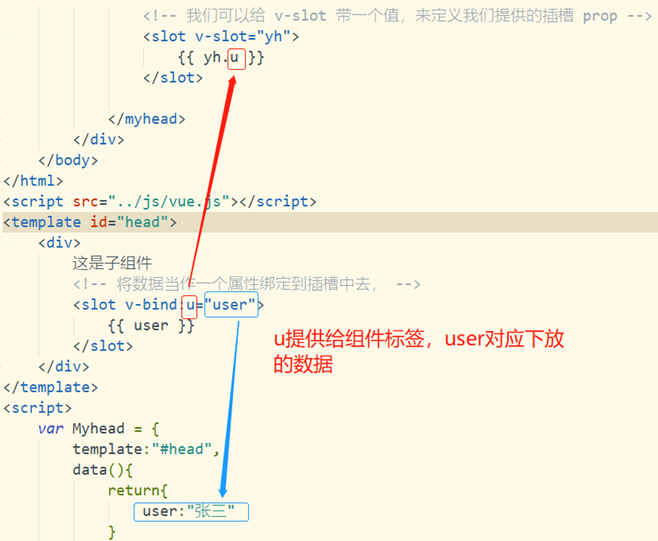 <!-- 我们可以给 v-slot 带一个值，来定义我们提供的插槽 prop -->
<slot v-slot="yh">
{{ yh.u }}
</slot>
</myhead>
</div>
</body>
</html>
<script src="../js/vue.js"></script>
<template id="head">
<div>
这是子组件
<!-- 将数据当作一个属性绑定到插槽中去， -->
<slot v-bind:u="user">
{{ user }}
</slot>
u提供给组件标签，user对应下放
的数据
</div>
</template>
<script>
var Myhead = {
template:"#head",
data(){
return{
user:"张三"
}